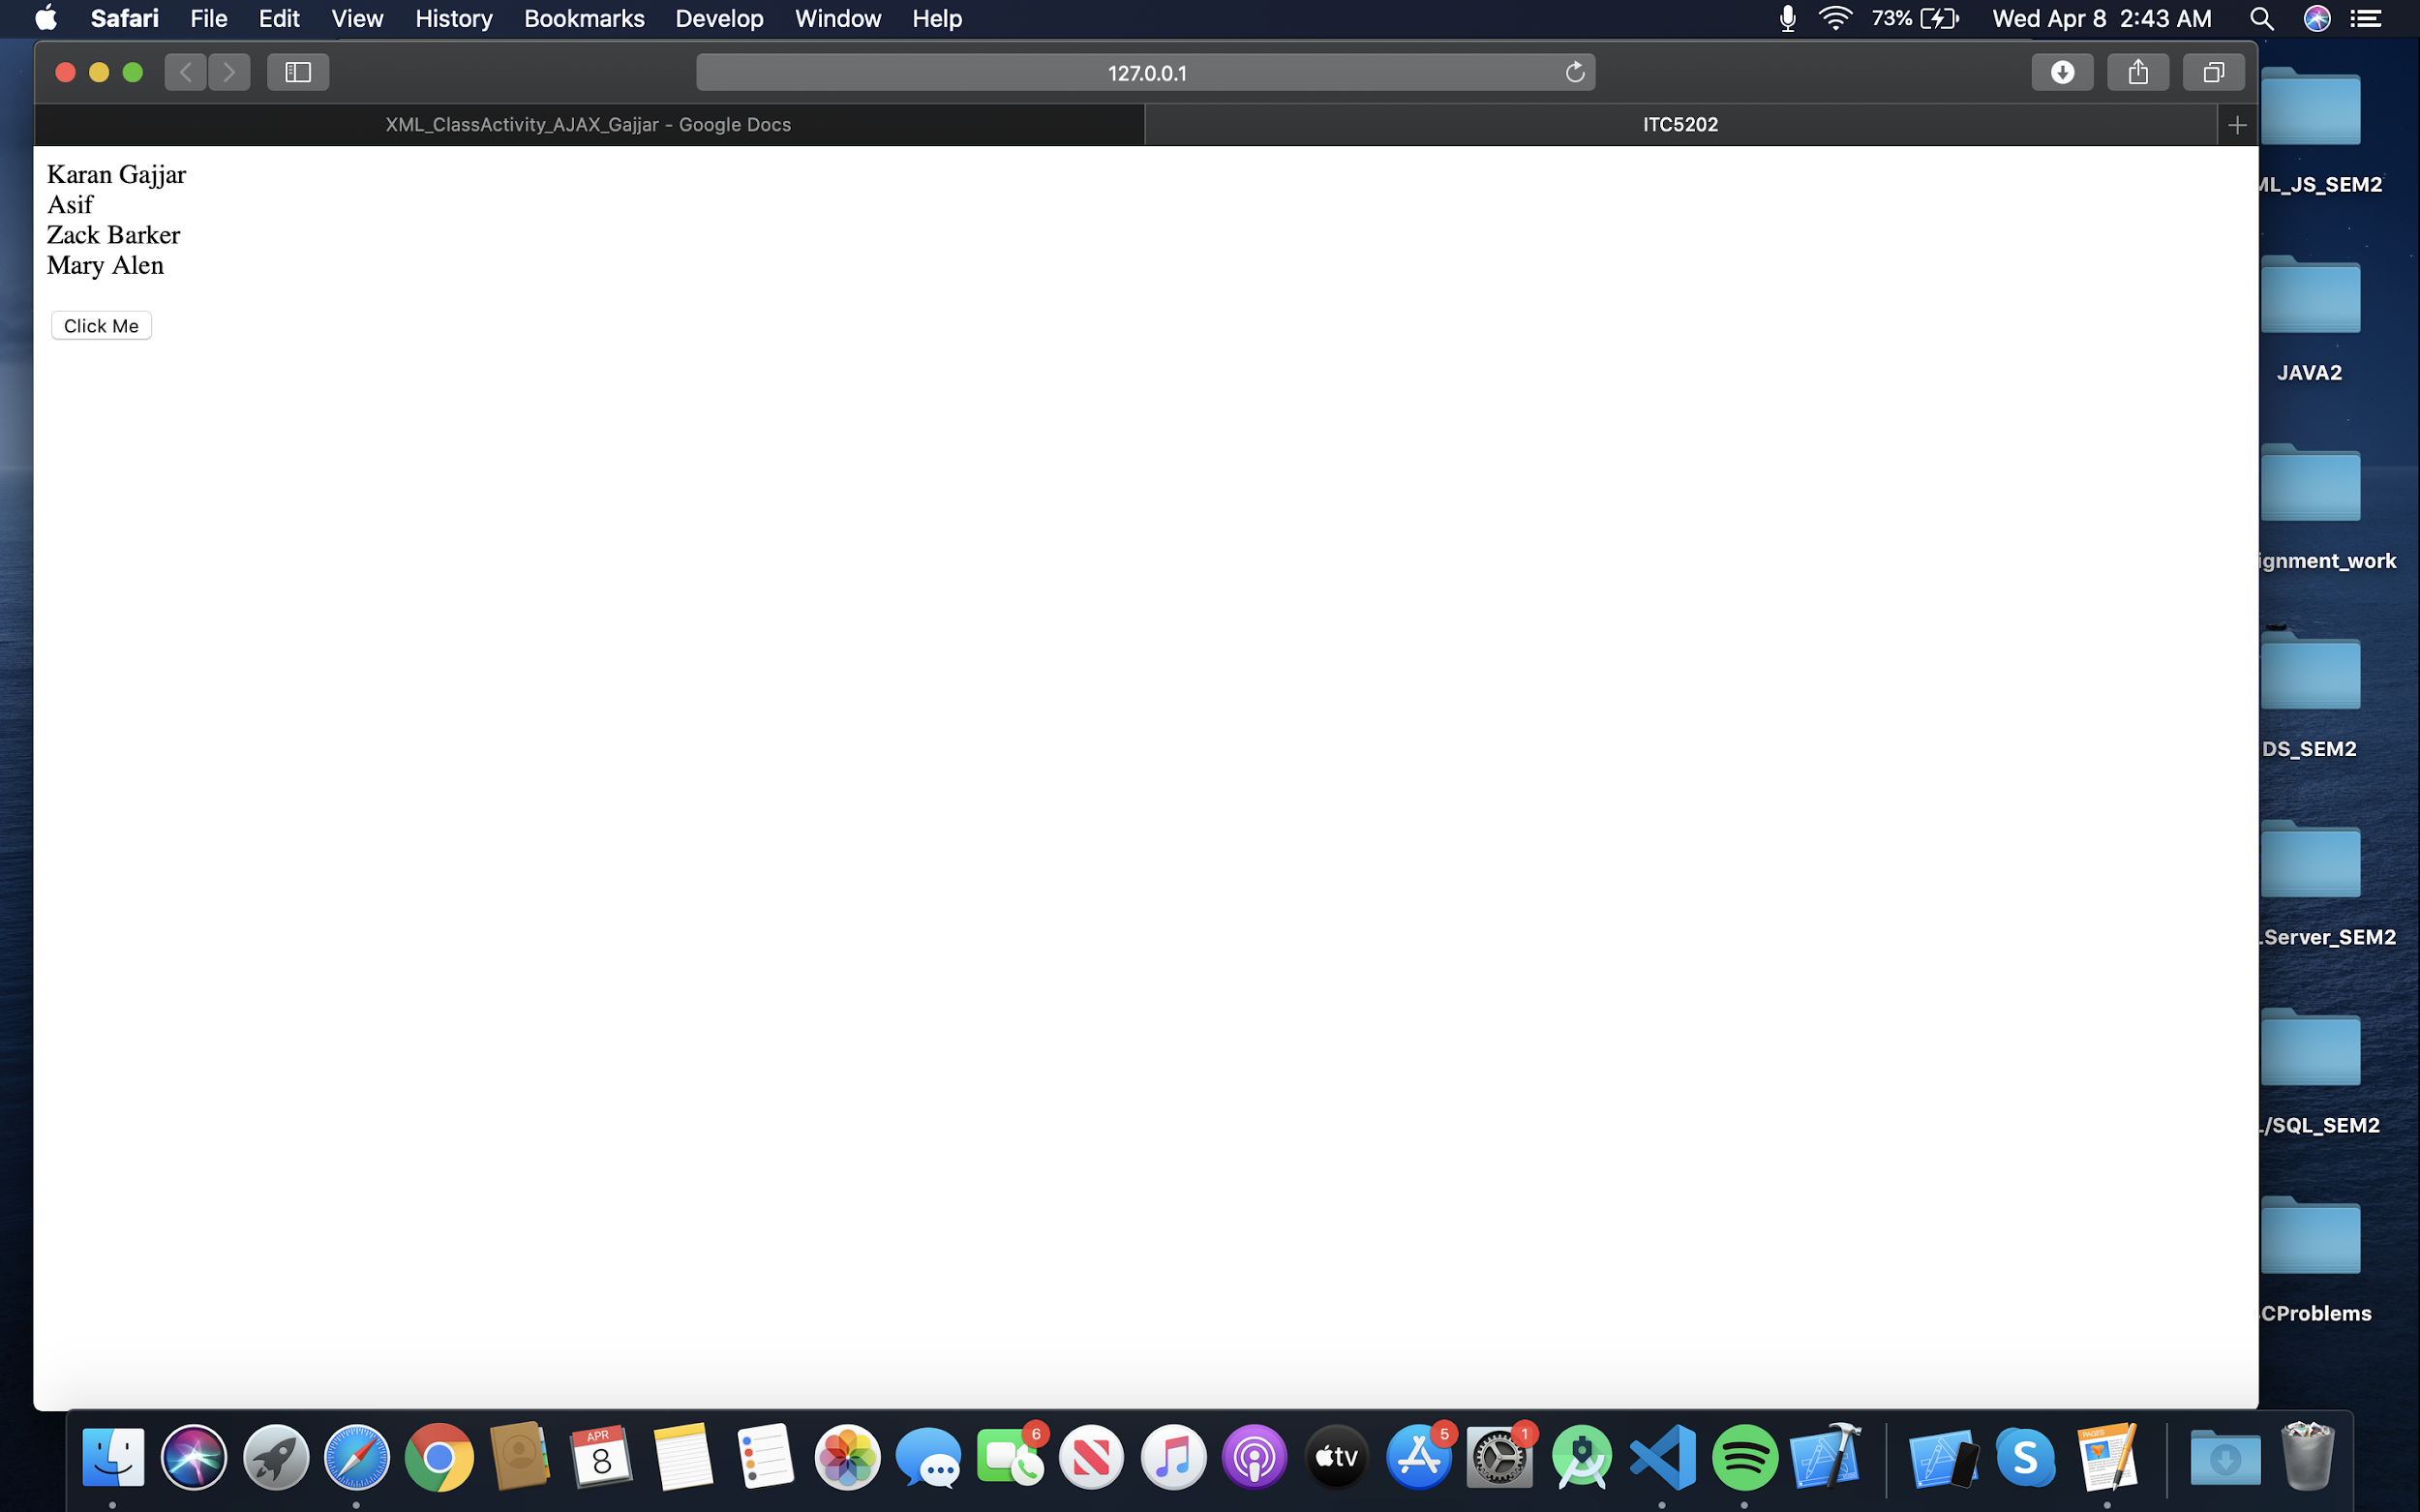 Safari File Edit View History Bookmarks Develop Window Help 73% Wed Apr 8 2:43 AM
127.0.0.1
XML_ClassActivity_AJAX_Gajjar - Google Docs ITC5202
Karan Gajjar
Asif
Zack Barker
Mary Alen
Click Me
ML_JS_SEM2
JAVA2
ignment_work
DS_SEM2
.Server_SEM2
/SQL_SEM2
CProblems
APR
8
6
tv
5
1
S
PAGES